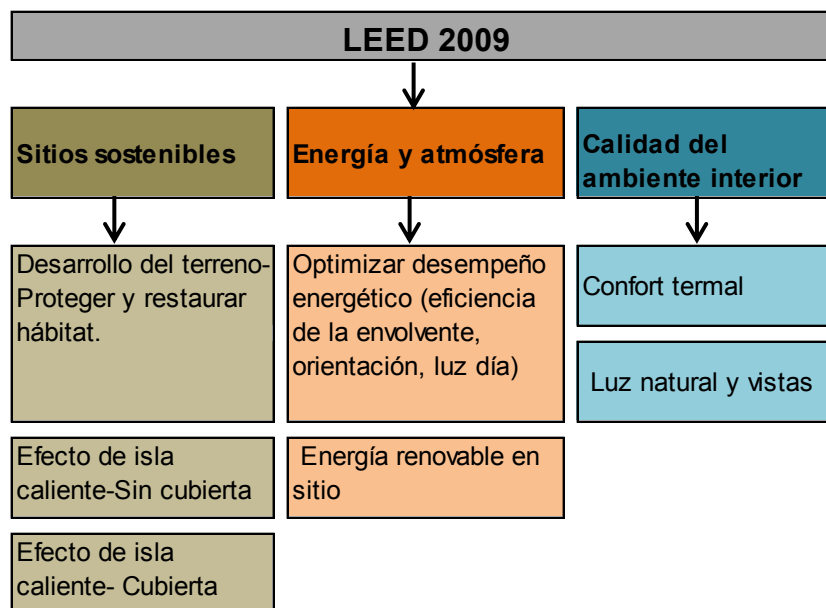 LEED 2009
Sitios sostenibles
Energía y atmósfera
Calidad del
ambiente interior
Desarrollo del terreno-
Proteger y restaurar
hábitat.
Efecto de isla
caliente-Sin cubierta
Efecto de isla
caliente- Cubierta
Optimizar desempeño
energético (eficiencia
de la envolvente,
orientación, luz día)
Energía renovable en
sitio
Confort termal
Luz natural y vistas